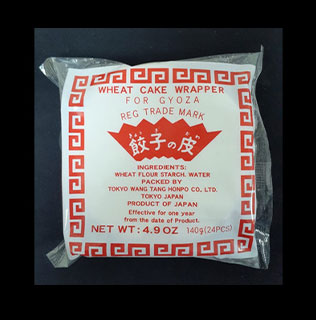 WHEAT CAKE WRAPPER
FOR GYOZA
REG TRADE MARK
餃子の皮
INGREDIENTS:
WHEAT FLOUR STARCH. WATER
PACKED BY
TOKYO WANG TANG HONPO CO, LTD.
TOKYO JAPAN
PRODUCT OF JAPAN
Effective for one year
from the date of Product.
NET WT: 4.9 OZ 140g(24PCS)